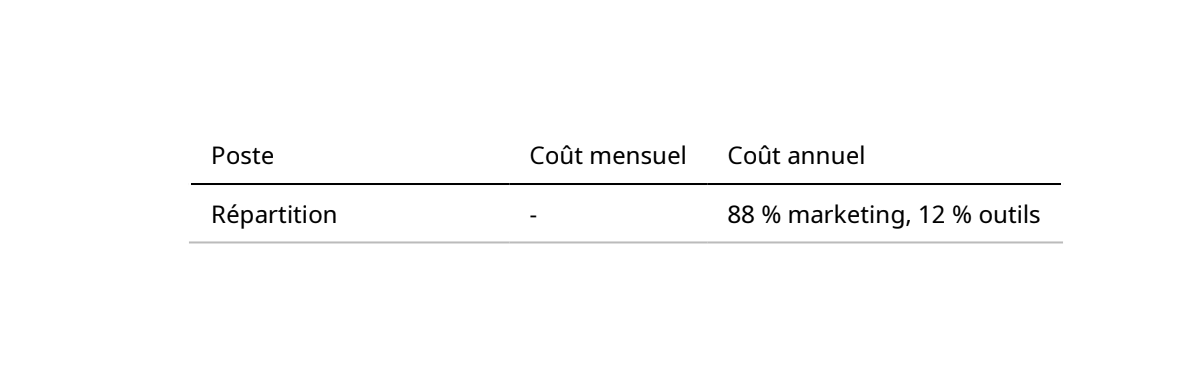 Poste Coût mensuel Coût annuel
Répartition - 88 % marketing, 12 % outils